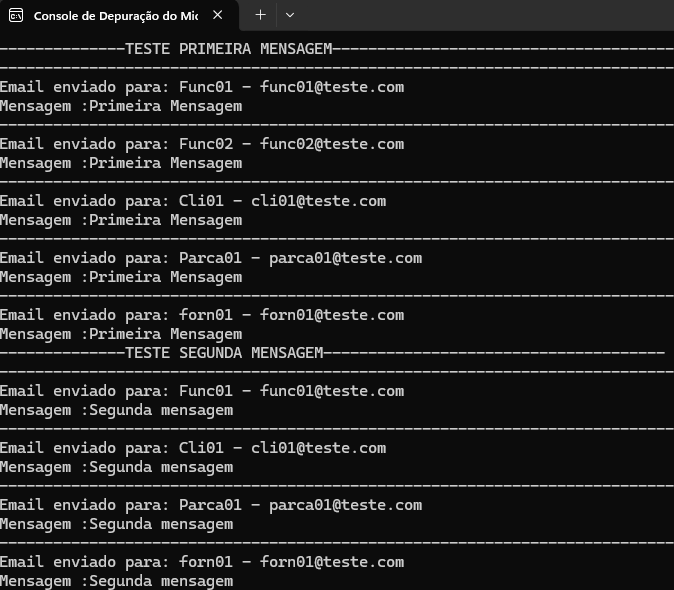 Console de Depuração do Mic
--------------TESTE PRIMEIRA MENSAGEM--------------------------------------
---------------------------------------------------------------------------
Email enviado para: Func01 - func01@teste.com
Mensagem :Primeira Mensagem
---------------------------------------------------------------------------
Email enviado para: Func02 - func02@teste.com
Mensagem :Primeira Mensagem
---------------------------------------------------------------------------
Email enviado para: Cli01 - cli01@teste.com
Mensagem :Primeira Mensagem
---------------------------------------------------------------------------
Email enviado para: Parca01 - parca01@teste.com
Mensagem :Primeira Mensagem
---------------------------------------------------------------------------
Email enviado para: forn01 - forn01@teste.com
Mensagem :Primeira Mensagem
--------------TESTE SEGUNDA MENSAGEM--------------------------------------
---------------------------------------------------------------------------
Email enviado para: Func01 - func01@teste.com
Mensagem :Segunda mensagem
---------------------------------------------------------------------------
Email enviado para: Cli01 - cli01@teste.com
Mensagem :Segunda mensagem
---------------------------------------------------------------------------
Email enviado para: Parca01 - parca01@teste.com
Mensagem :Segunda mensagem
---------------------------------------------------------------------------
Email enviado para: forn01 - forn01@teste.com
Mensagem :Segunda mensagem